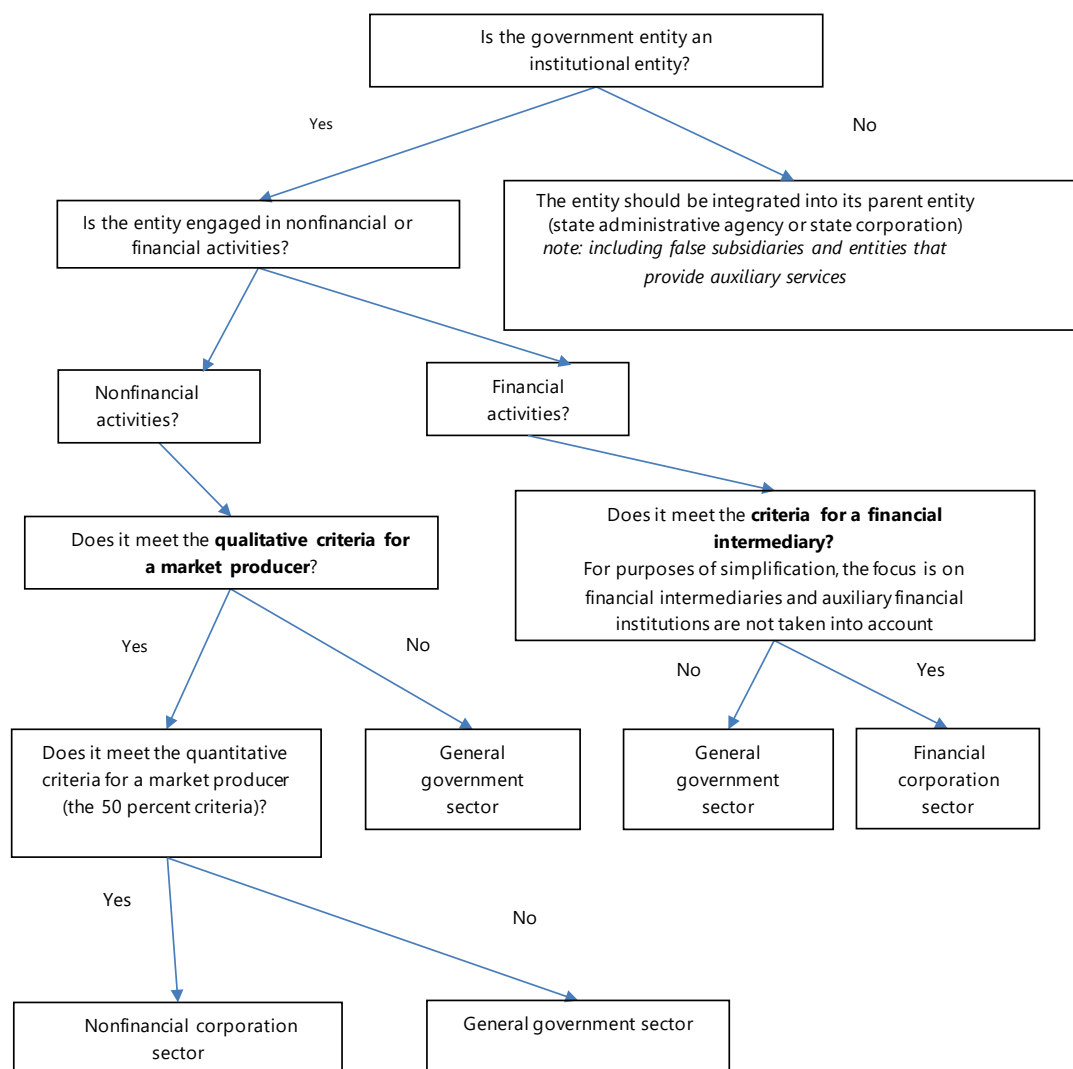 Is the government entity an
institutional entity?
Yes
No
The entity should be integrated into its parent entity
(state administrative agency or state corporation)
note: including false subsidiaries and entities that
provide auxiliary services
Is the entity engaged in nonfinancial or
financial activities?
Nonfinancial
activities?
Financial
activities?
Does it meet the qualitative criteria for
a market producer?
Does it meet the criteria for a financial
intermediary?
For purposes of simplification, the focus is on
financial intermediaries and auxiliary financial
institutions are not taken into account
Yes
No
No
Yes
Does it meet the quantitative
criteria for a market producer
(the 50 percent criteria)?
General
government
sector
General
government
sector
Financial
corporation
sector
Yes
No
Nonfinancial corporation
sector
General government sector